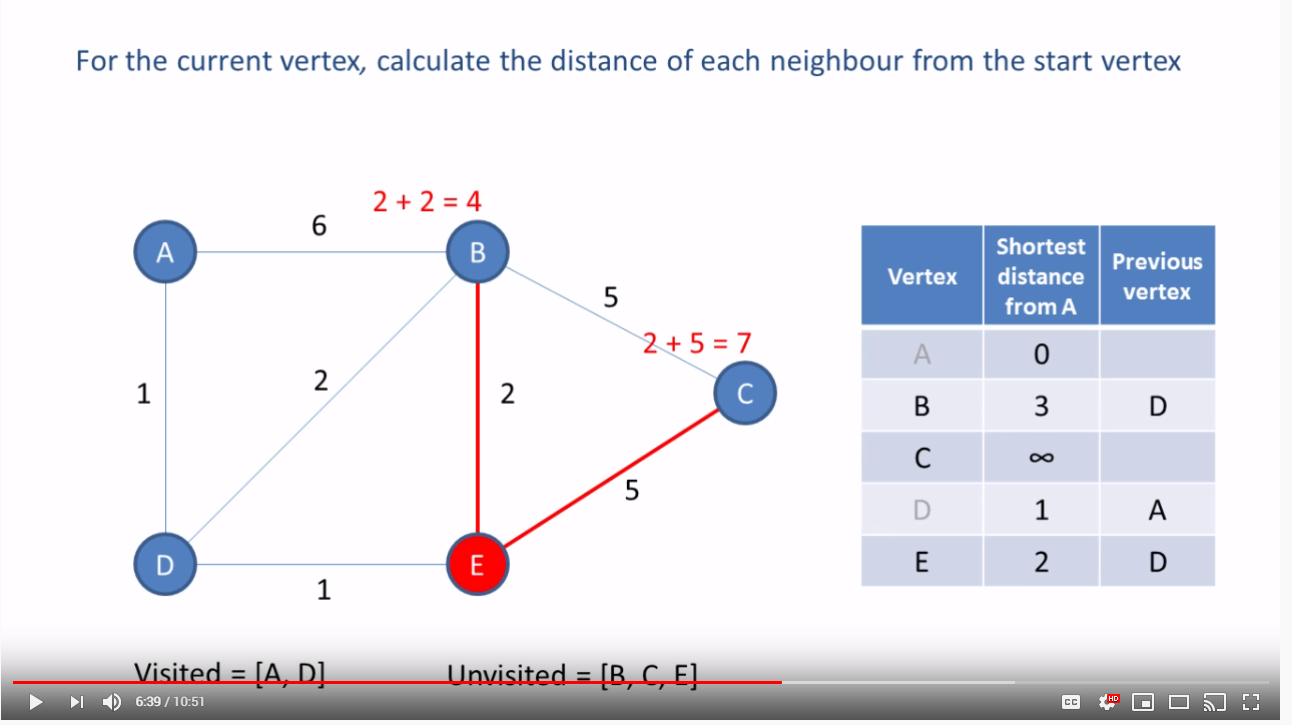 For the current vertex, calculate the distance of each neighbour from the start vertex
2 + 2 = 4
6
A
B
5
2 + 5 = 7
1
2
2
C
5
D
E
1
Vertex
Shortest
distance
from A
Previous
vertex
A 0
B 3 D
C ∞
D 1 A
E 2 D
Visited = [A, D]
Unvisited = [B, C, E]
6:39 / 10:51
CC
HD